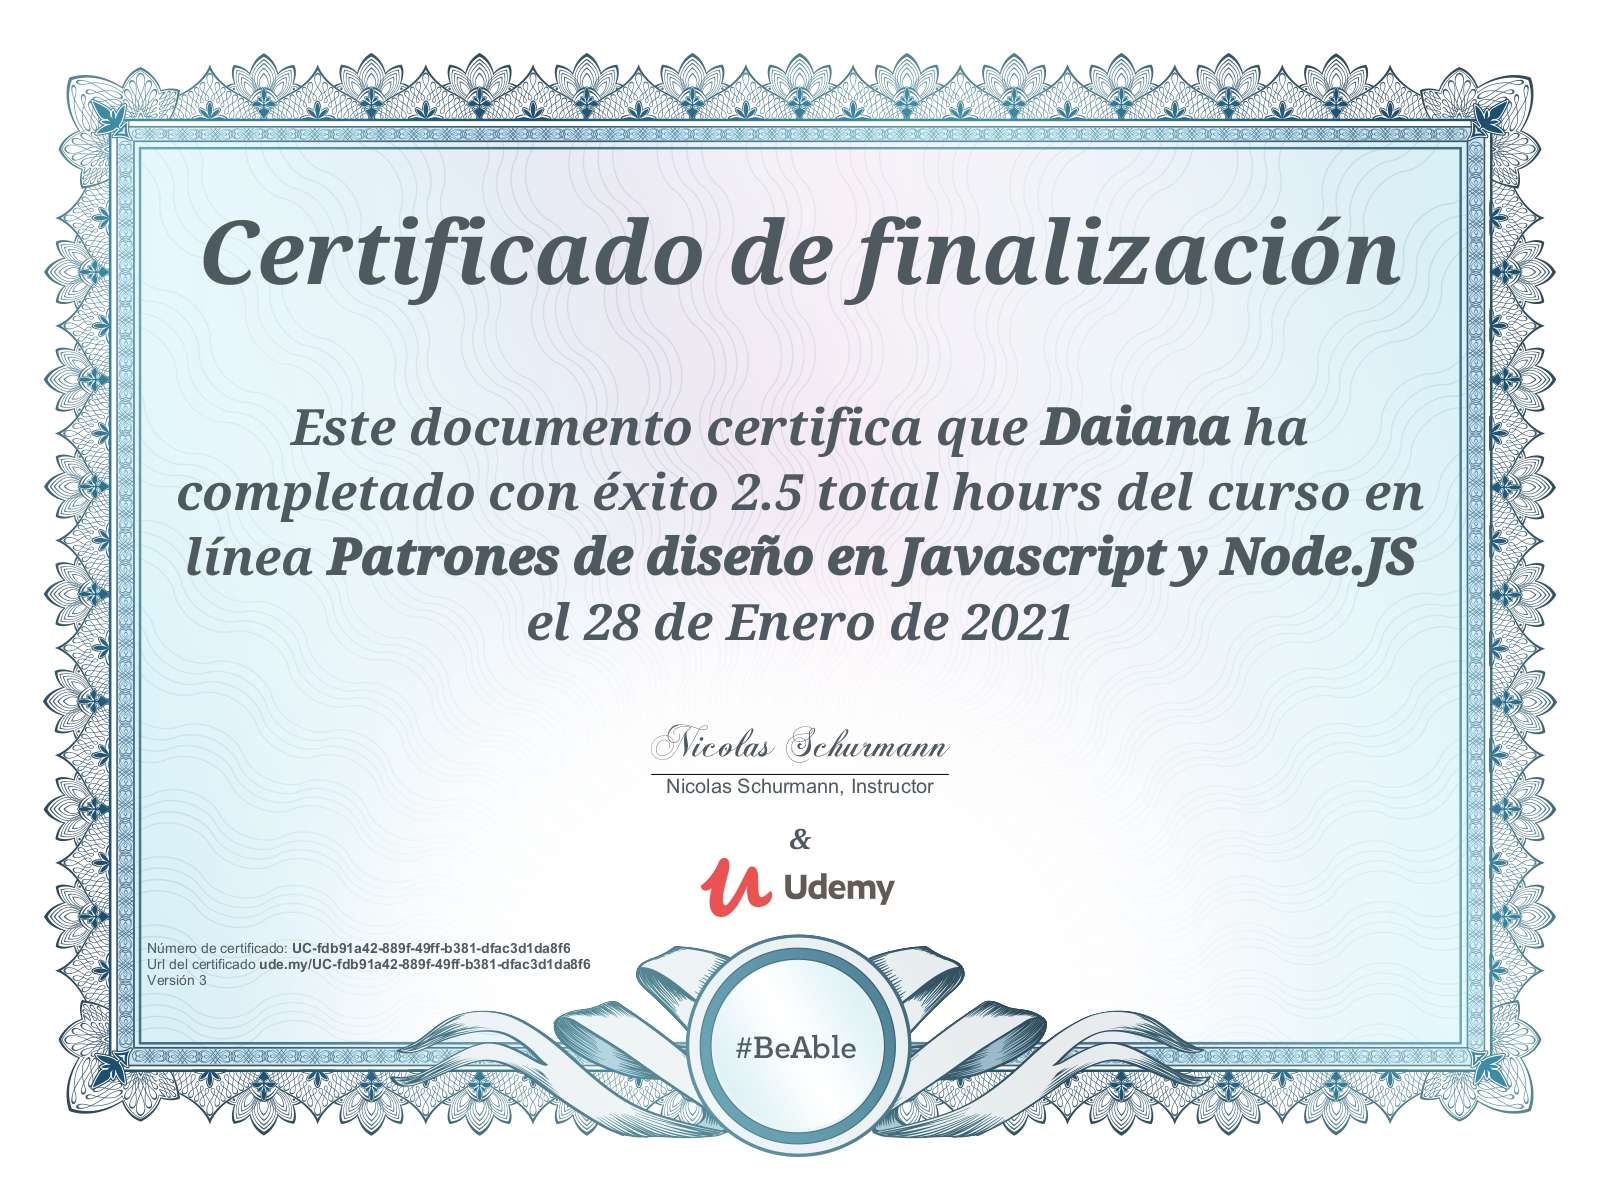 Certificado de finalización
Este documento certifica que Daiana ha
completado con éxito 2.5 total hours del curso en
línea Patrones de diseño en Javascript y Node.JS
el 28 de Enero de 2021
Nicolas Schurmann
Nicolas Schurmann, Instructor
&
Udemy
Número de certificado: UC-fdb91a42-889f-49ff-b381-dfac3d1da8f6
Url del certificado ude.my/UC-fdb91a42-889f-49ff-b381-dfac3d1da8f6
Versión 3
#BeAble